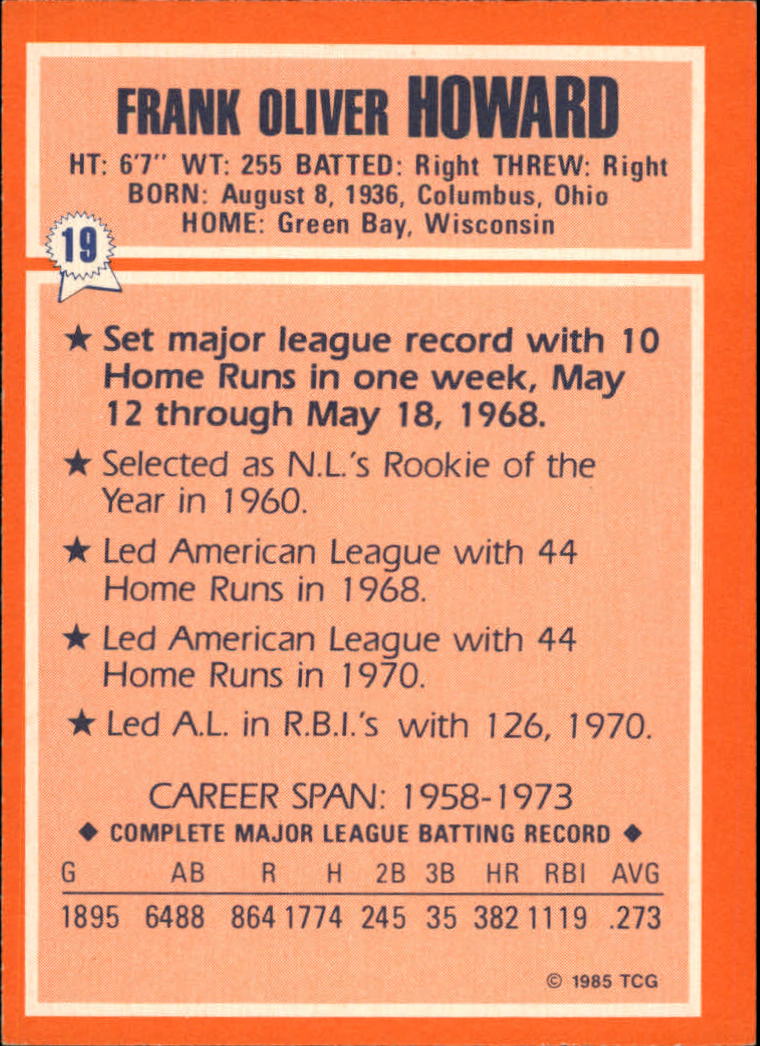 FRANK OLIVER HOWARD
HT: 6'7" WT: 255 BATTED: Right THREW: Right
BORN: August 8, 1936, Columbus, Ohio
HOME: Green Bay, Wisconsin
19
★ Set major league record with 10
Home Runs in one week, May
12 through May 18, 1968.
★ Selected as N.L.'s Rookie of the
Year in 1960.
★ Led American League with 44
Home Runs in 1968.
★ Led American League with 44
Home Runs in 1970.
★ Led A.L. in R.B.I.'s with 126, 1970.
CAREER SPAN: 1958-1973
◆ COMPLETE MAJOR LEAGUE BATTING RECORD ◆
G AB R H 2B 3B HR RBI AVG
1895 6488 864 1774 245 35 382 1119 .273
© 1985 TCG